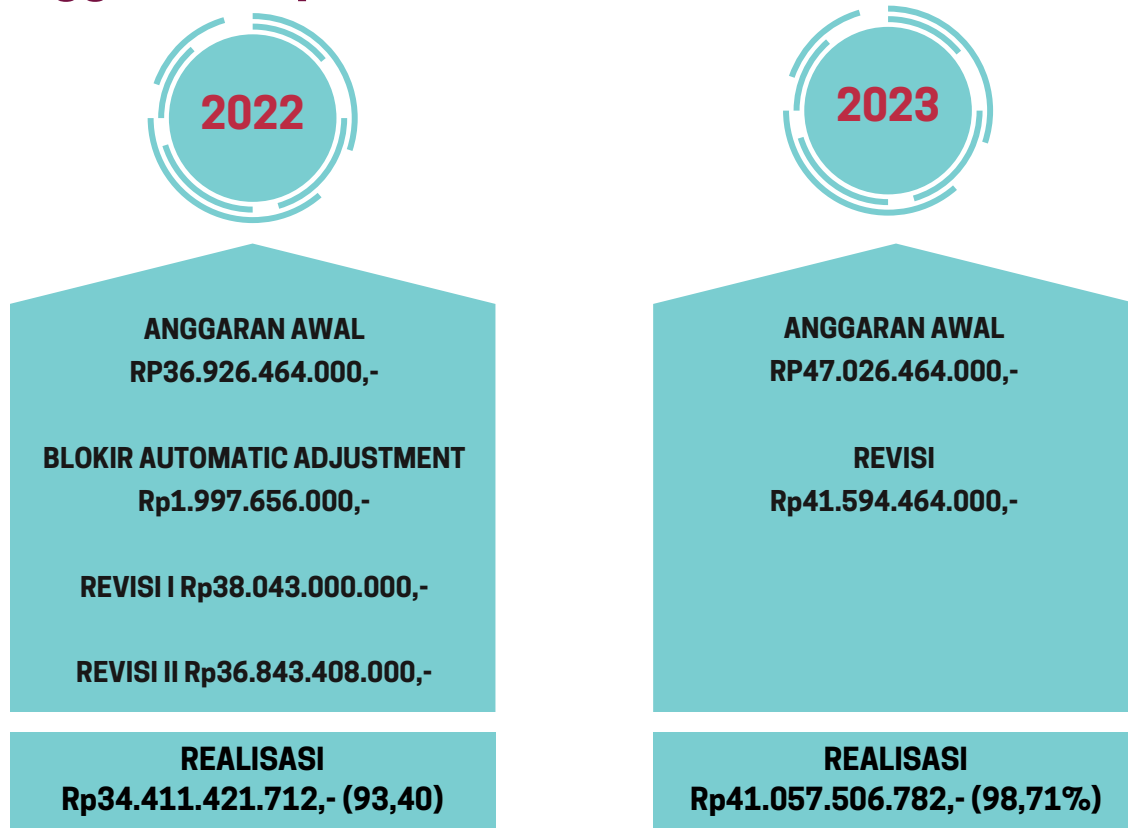 2022
ANGGARAN AWAL
RP36.926.464.000,-
BLOKIR AUTOMATIC ADJUSTMENT
Rp1.997.656.000,-
REVISI I Rp38.043.000.000,-
REVISI II Rp36.843.408.000,-
REALISASI
Rp34.411.421.712,- (93,40)
2023
ANGGARAN AWAL
RP47.026.464.000,-
REVISI
Rp41.594.464.000,-
REALISASI
Rp41.057.506.782,- (98,71%)